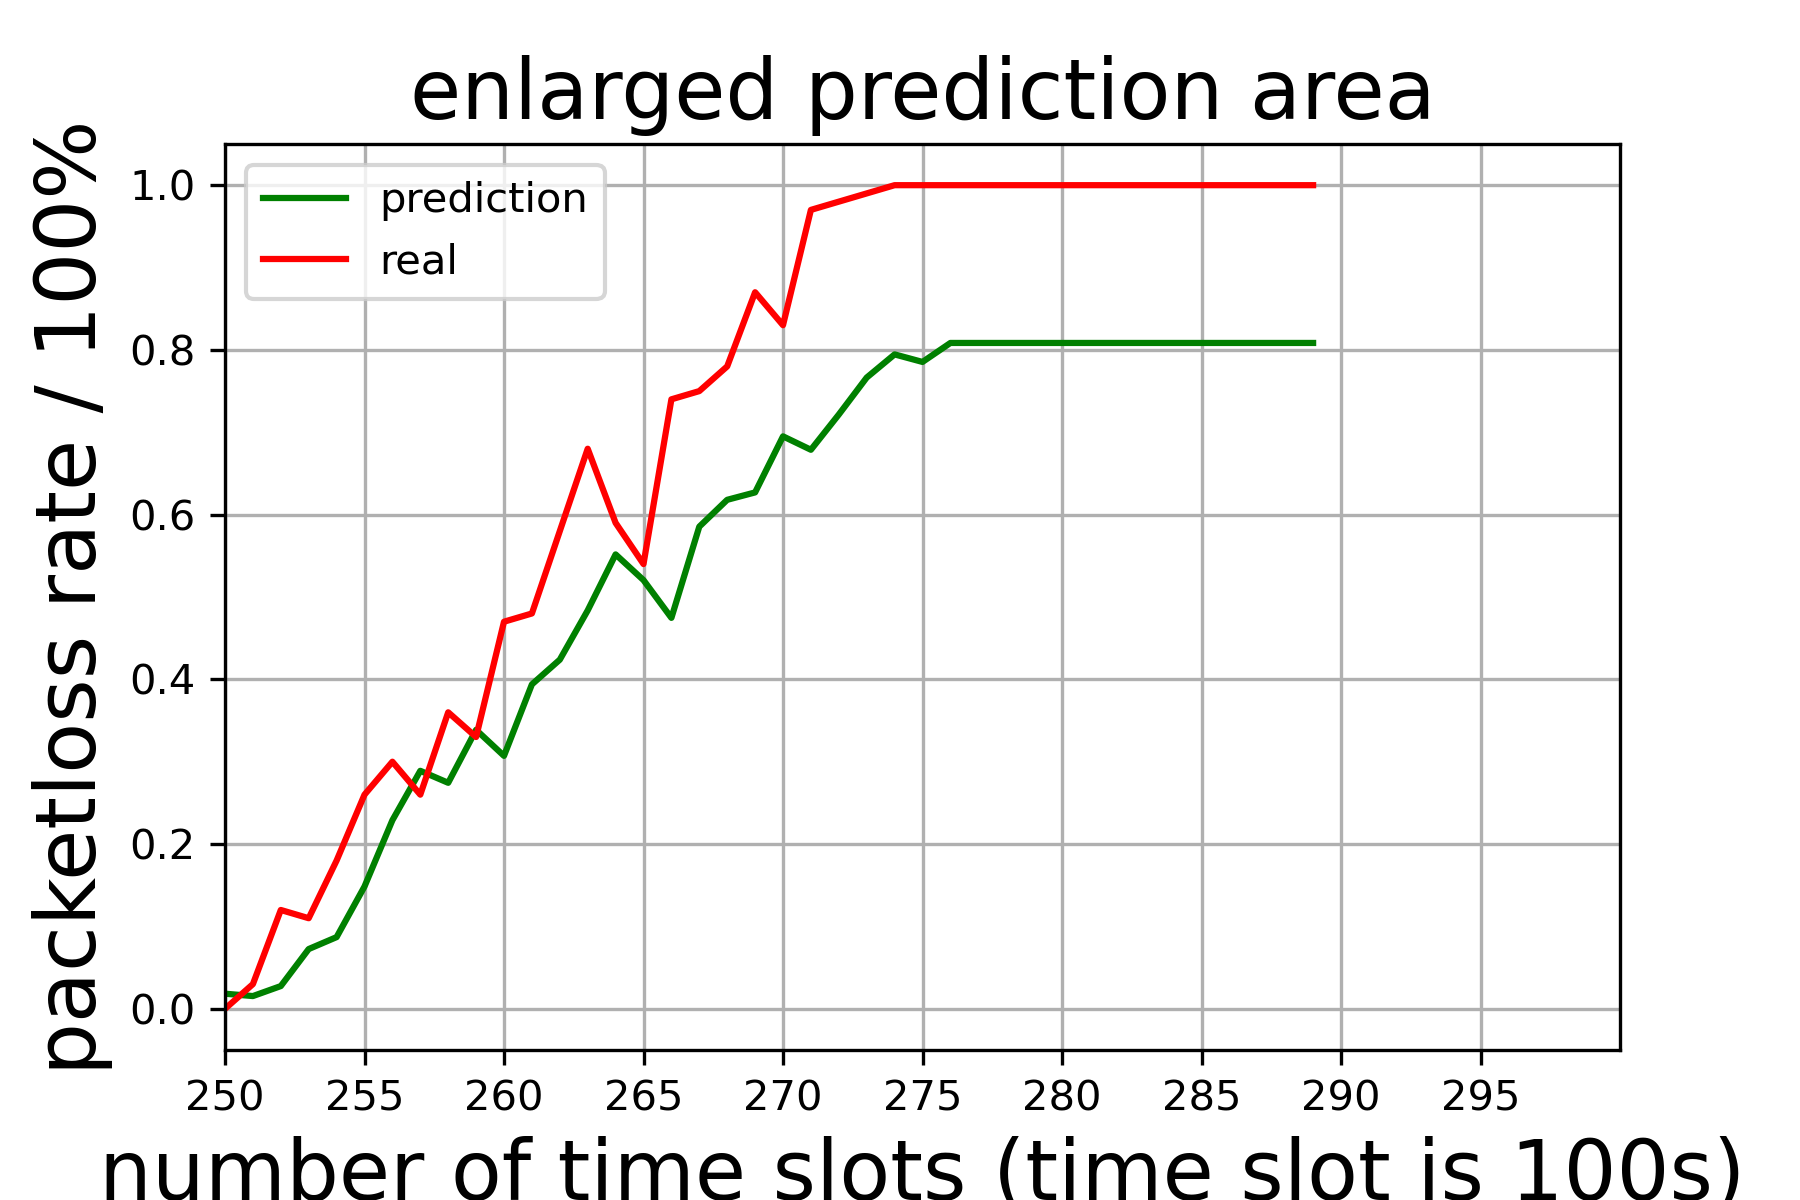 enlarged prediction area
packetloss rate / 100%
prediction
real
1.0
0.8
0.6
0.4
0.2
0.0
250 255 260 265 270 275 280 285 290 295
number of time slots (time slot is 100s)